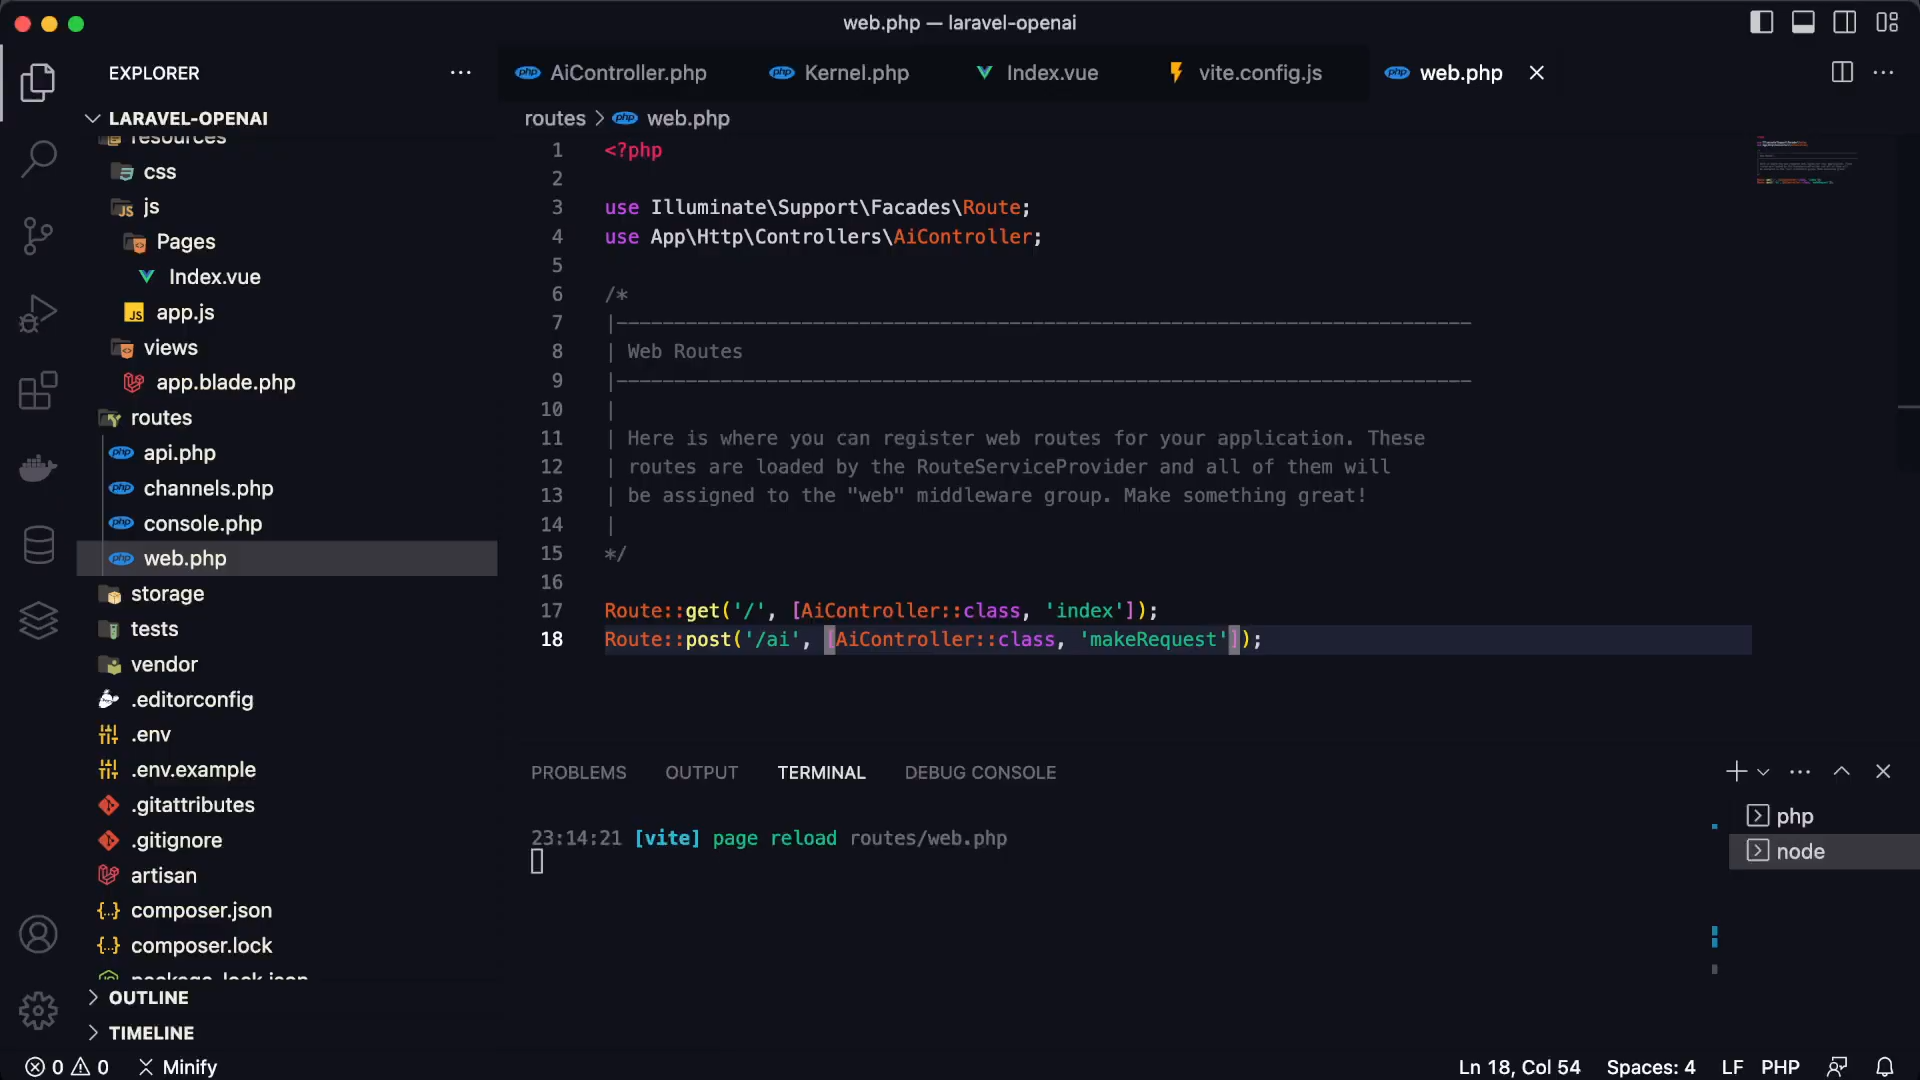 web.php — laravel-openai
EXPLORER
LARAVEL-OPENAI
resources
css
js
Pages
Index.vue
app.js
views
app.blade.php
routes
api.php
channels.php
console.php
web.php
storage
tests
vendor
.editorconfig
.env
.env.example
.gitattributes
.gitignore
artisan
composer.json
composer.lock
package-lock.json
OUTLINE
TIMELINE
AiController.php
Kernel.php
Index.vue
vite.config.js
web.php
routes > web.php
1 <?php
2
3 use Illuminate\Support\Facades\Route;
4 use App\Http\Controllers\AiController;
5
6 /*
7 |--------------------------------------------------------------------------
8 | Web Routes
9 |--------------------------------------------------------------------------
10 |
11 | Here is where you can register web routes for your application. These
12 | routes are loaded by the RouteServiceProvider and all of them will
13 | be assigned to the "web" middleware group. Make something great!
14 |
15 */
16
17 Route::get('/', [AiController::class, 'index']);
18 Route::post('/ai', [AiController::class, 'makeRequest']);
PROBLEMS OUTPUT TERMINAL DEBUG CONSOLE
23:14:21 [vite] page reload routes/web.php
php
node
0 0 Minify
Ln 18, Col 54 Spaces: 4 LF PHP